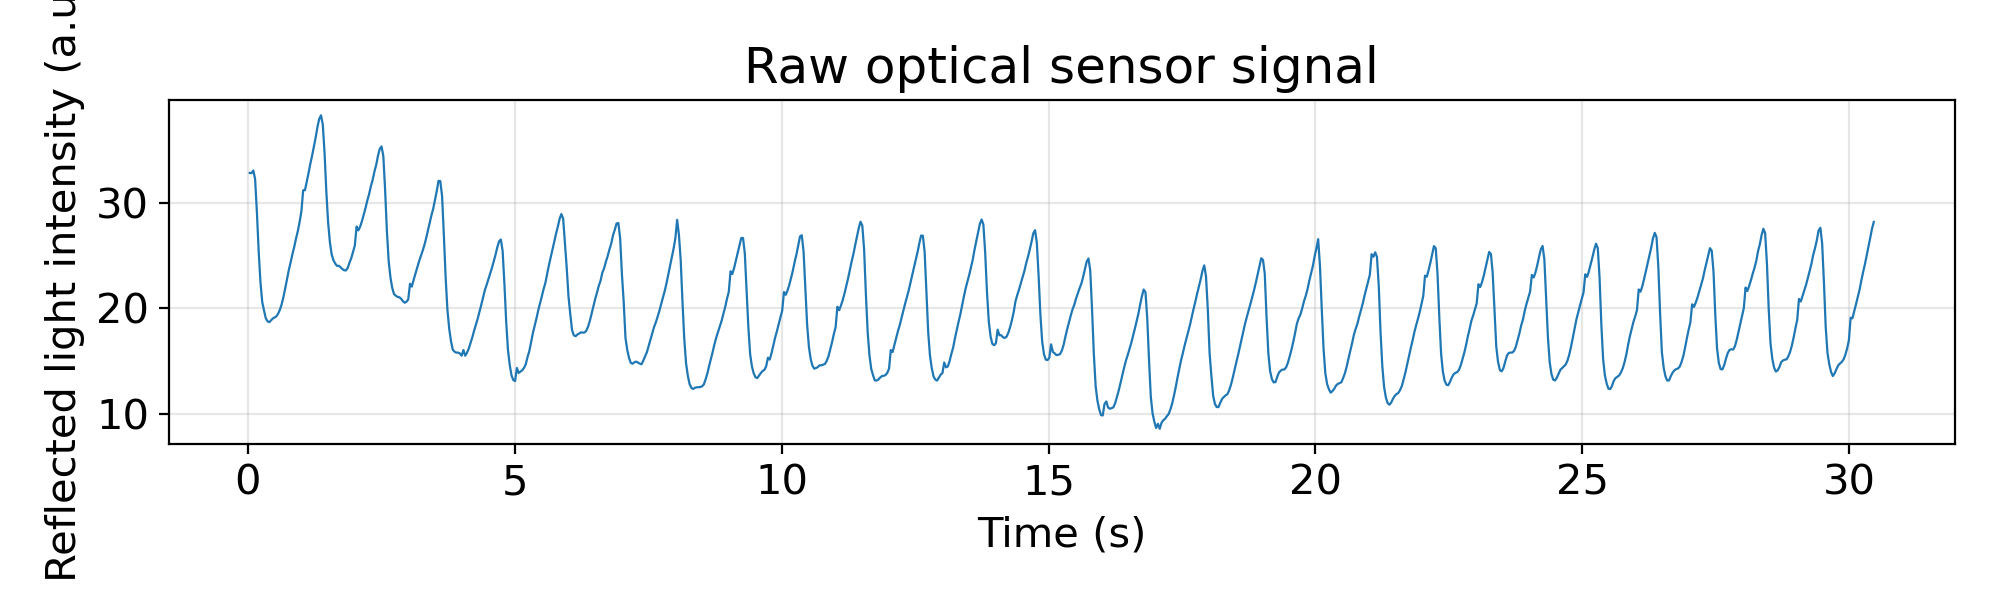 Raw optical sensor signal
Reflected light intensity (a.u
30
20
10
0 5 10 15 20 25 30
Time (s)